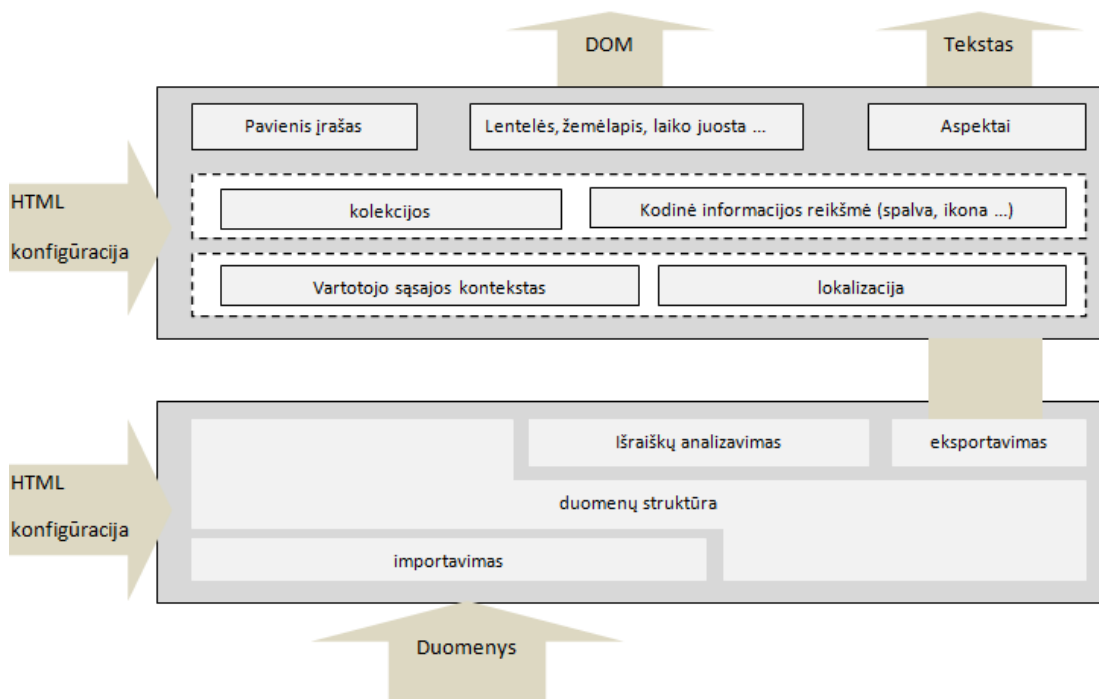 DOM
Tekstas
Pavienis įrašas
Lentelės, žemėlapis, laiko juosta ...
Aspektai
HTML
konfigūracija
kolekcijos
Kodinė informacijos reikšmė (spalva, ikona ...)
Vartotojo sąsajos kontekstas
lokalizacija
Išraiškų analizavimas
eksportavimas
HTML
konfigūracija
duomenų struktūra
importavimas
Duomenys